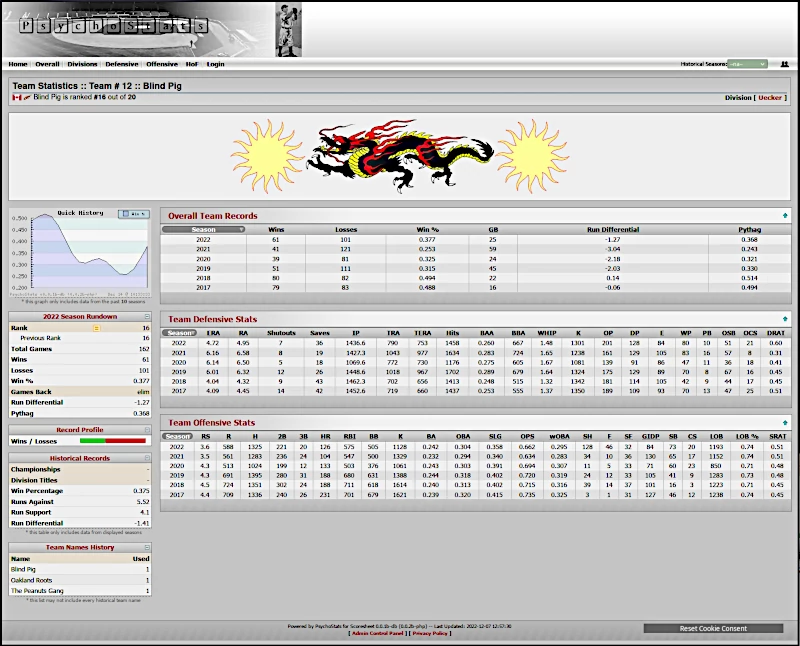 PsychoStats
Home Overall Divisions Defensive Offensive HoF Login
Historical Seasons:
Team Statistics :: Team # 12 :: Blind Pig
Blind Pig is ranked #16 out of 20
Division [ Uecker ]
Quick History
Win %
0.500
0.450
0.400
0.350
0.300
0.250
0.200
* this graph only includes data from the past 10 seasons
2022 Season Rundown
Rank 16
Previous Rank 16
Total Games 162
Wins 61
Losses 101
Win % 0.377
Games Back elim
Run Differential -1.27
Pythag 0.368
Record Profile
Wins / Losses
Historical Records
Championships -
Division Titles -
Win Percentage 0.375
Runs Against 5.52
Run Support 4.1
Run Differential -1.41
* this table only includes data from displayed seasons
Team Names History
Name Used
Blind Pig 1
Oakland Roots 1
The Peanuts Gang 1
* this list may not include every historical team name
Overall Team Records
Season Wins Losses Win % GB Run Differential Pythag
2022 61 101 0.377 25 -1.27 0.368
2021 41 121 0.253 59 -3.04 0.243
2020 39 81 0.325 24 -2.18 0.321
2019 51 111 0.315 45 -2.03 0.330
2018 80 82 0.494 22 0.14 0.514
2017 79 83 0.488 16 -0.06 0.494
Team Defensive Stats
Season ERA RA Shutouts Saves IP TRA TERA Hits BAA BBA WHIP K OP DP E WP PB OSB OCS DRAT
2022 4.72 4.95 7 36 1436.6 790 753 1458 0.260 667 1.48 1301 201 128 84 80 10 51 21 0.60
2021 6.16 6.58 8 19 1427.3 1043 977 1634 0.283 724 1.65 1238 161 129 105 83 16 57 8 0.31
2020 6.14 6.50 5 18 1069.6 772 730 1176 0.272 590 1.65 1081 139 91 86 47 11 36 18 0.41
2019 6.01 6.32 12 26 1448.6 1018 967 1702 0.289 679 1.64 1324 175 129 89 70 8 67 16 0.45
2018 4.04 4.32 9 43 1462.3 702 656 1413 0.248 515 1.32 1342 181 114 105 42 9 44 17 0.45
2017 4.09 4.45 14 42 1452.6 719 660 1437 0.253 555 1.37 1350 189 109 93 13 47 25 0.51
Team Offensive Stats
Season RS R H 2B 3B HR RBI BB K BA OBA SLG OPS wOBA SH F SF GIDP SB CS LOB LOB % SRAT
2022 3.6 588 1325 221 20 126 575 505 1128 0.242 0.304 0.358 0.662 0.295 128 46 32 84 73 20 1193 0.74 0.51
2021 3.5 561 1283 236 24 104 547 500 1329 0.232 0.294 0.340 0.634 0.283 34 10 36 130 65 17 1152 0.74 0.51
2020 4.3 513 1024 199 12 133 503 376 1061 0.243 0.303 0.391 0.694 0.307 11 5 33 71 60 23 850 0.71 0.48
2019 4.3 691 1395 280 31 188 680 631 1388 0.244 0.318 0.402 0.720 0.319 24 12 33 105 41 9 1283 0.73 0.48
2018 4.5 724 1351 302 24 188 711 618 1614 0.240 0.313 0.402 0.715 0.316 39 14 37 101 16 3 1223 0.71 0.45
2017 4.4 709 1336 240 26 231 701 679 1621 0.239 0.320 0.415 0.735 0.325 3 1 31 127 46 12 1238 0.74 0.45
Powered by PsychoStats for Scoresheet
Last Updated: 2022-12-07
[ Admin Control Panel ] [ Privacy Policy ]
Reset Cookie Consent